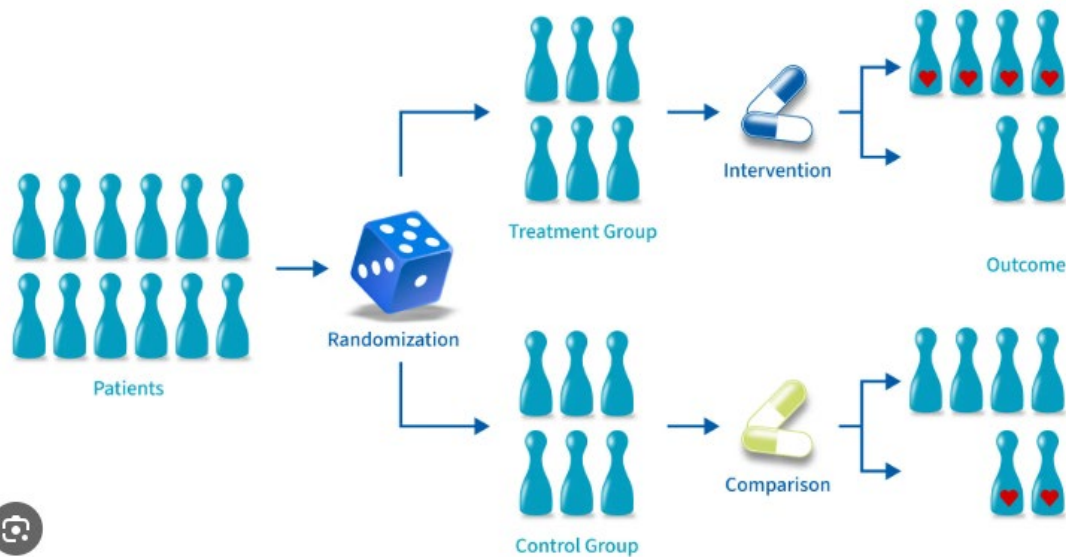 Patients
Randomization
Treatment Group
Intervention
Control Group
Comparison
Outcome